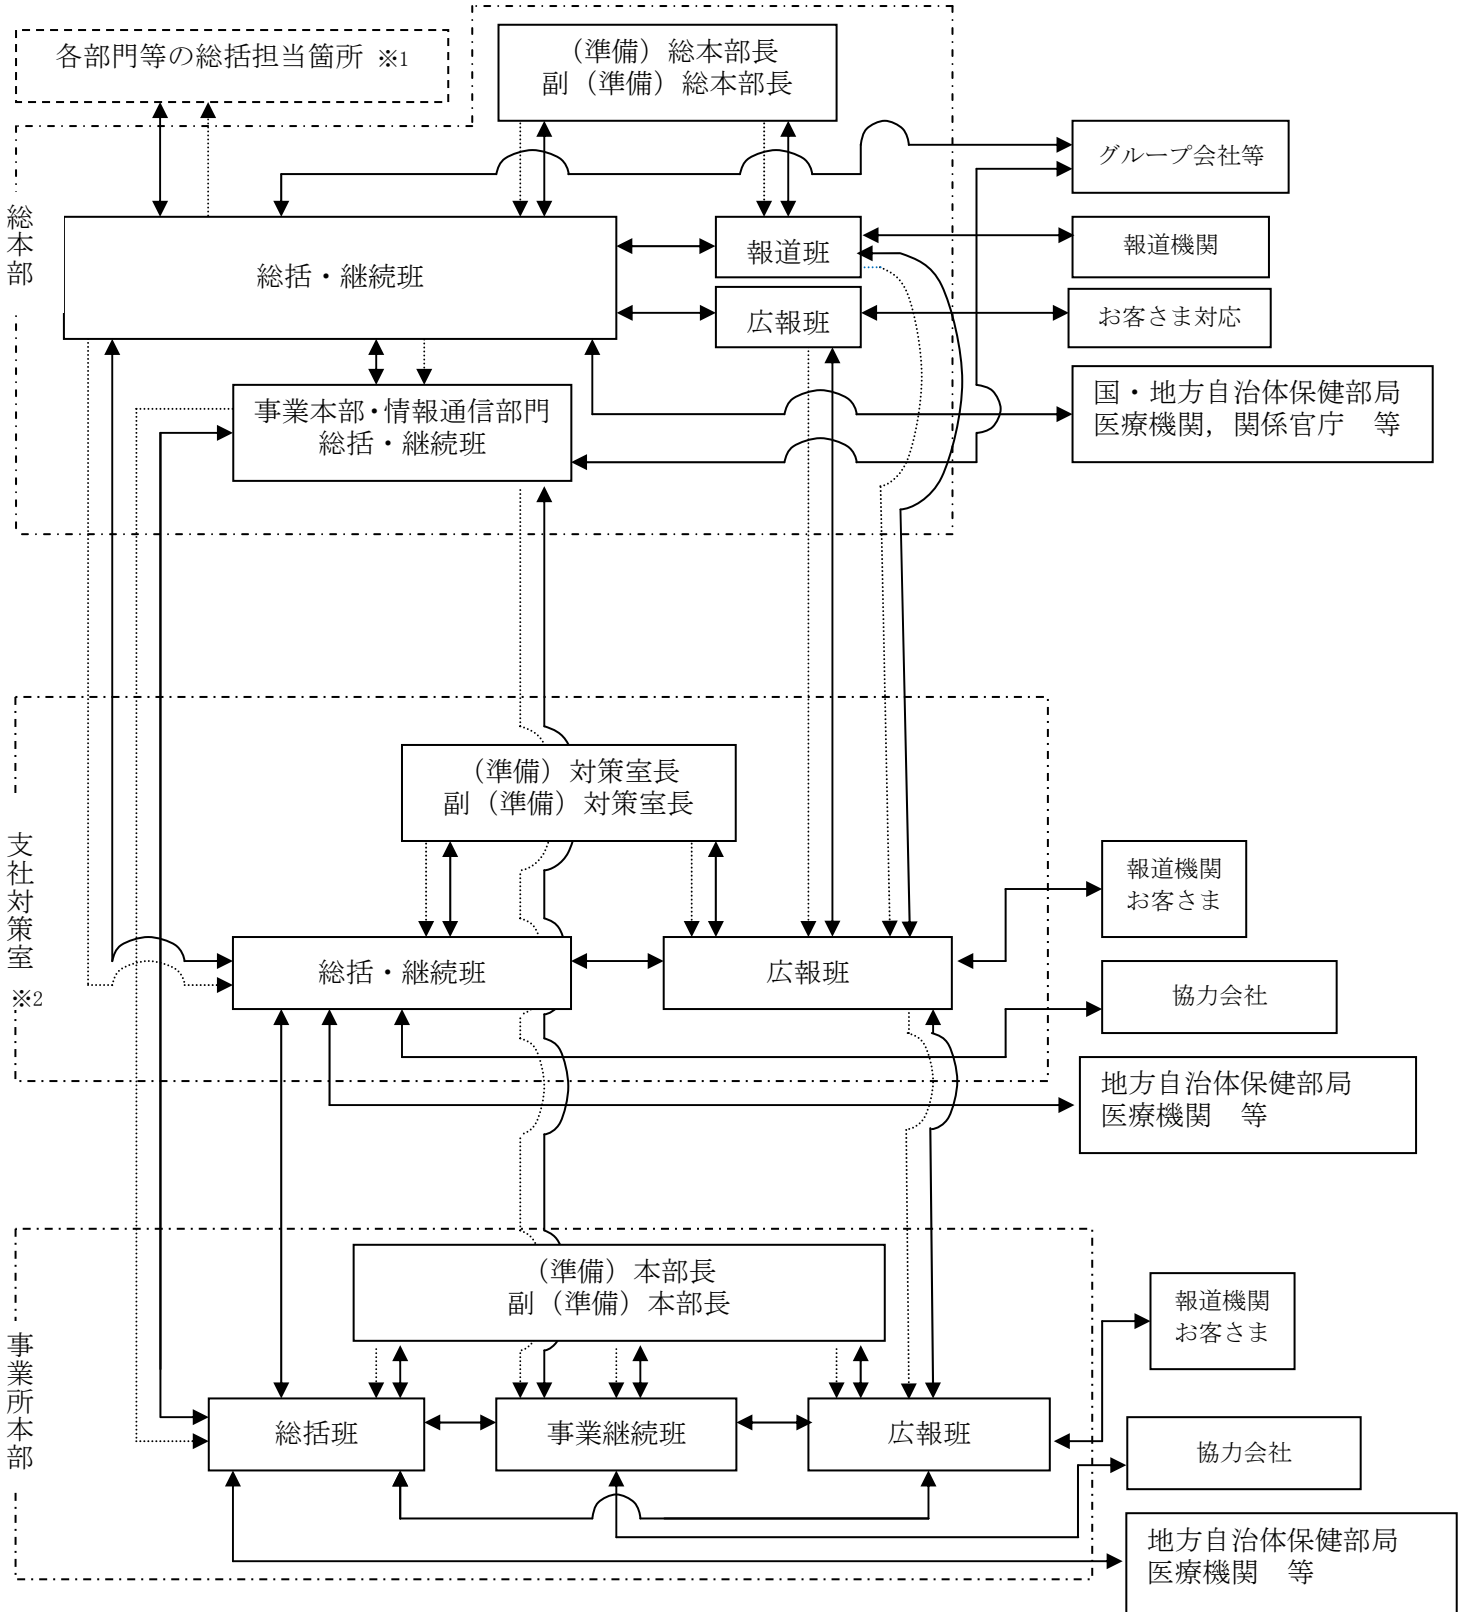 各部門等の総括担当箇所 ※1
（準備）総本部長
副（準備）総本部長
グループ会社等
総本部
総括・継続班
報道班
報道機関
広報班
お客さま対応
事業本部・情報通信部門
総括・継続班
国・地方自治体保健部局
医療機関，関係官庁　等
（準備）対策室長
副（準備）対策室長
支社対策室
※2
報道機関
お客さま
総括・継続班
広報班
協力会社
地方自治体保健部局
医療機関　等
（準備）本部長
副（準備）本部長
事業所本部
報道機関
お客さま
総括班
事業継続班
広報班
協力会社
地方自治体保健部局
医療機関　等